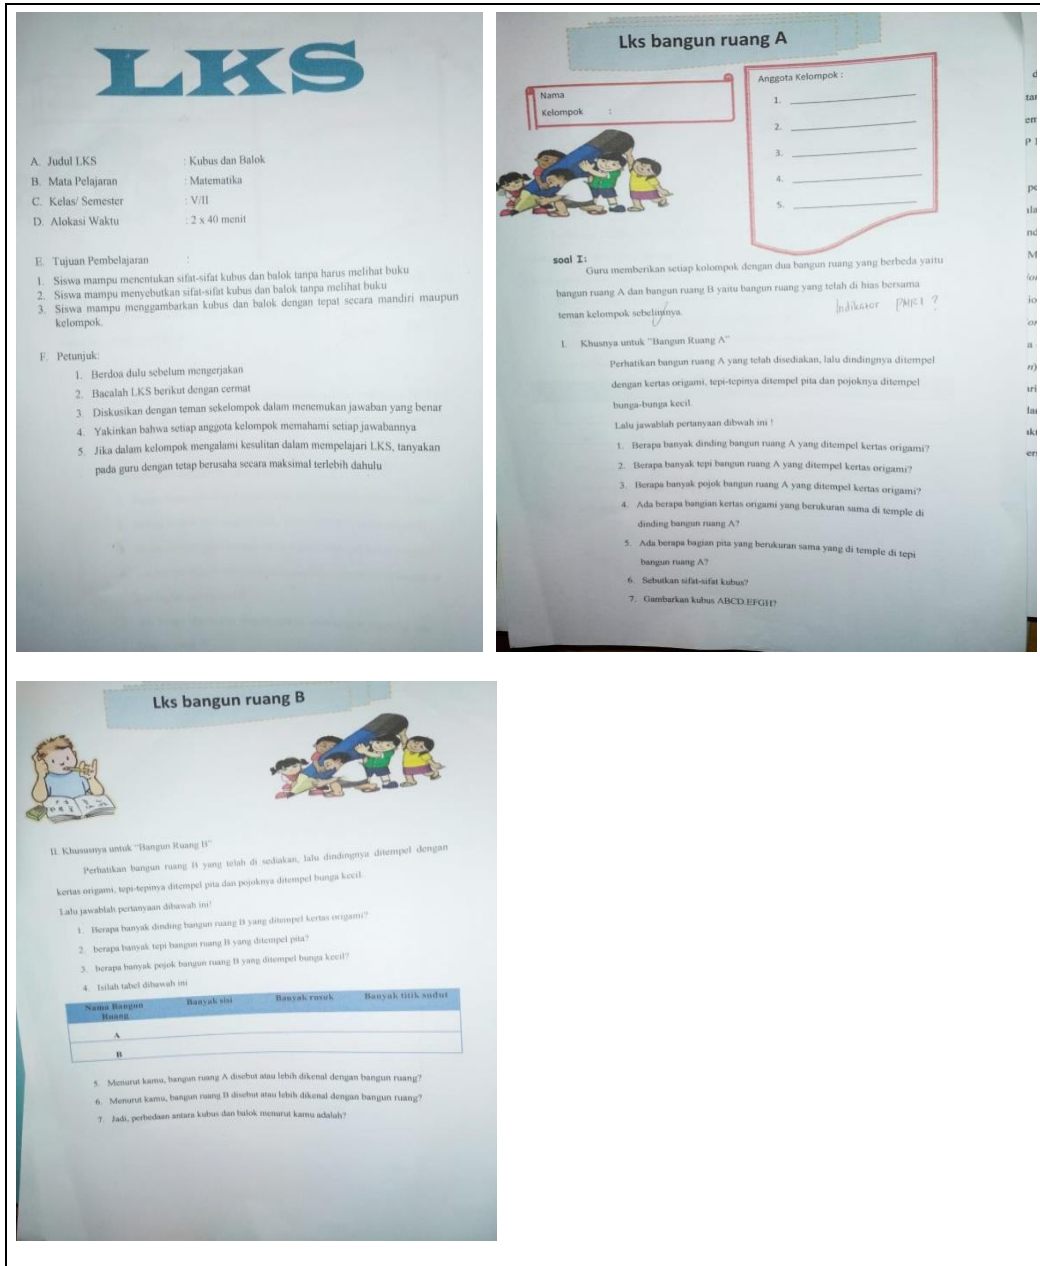 LKS
A. Judul LKS : Kubus dan Balok
B. Mata Pelajaran : Matematika
C. Kelas/ Semester : V/II
D. Alokasi Waktu : 2 x 40 menit
E. Tujuan Pembelajaran :
1. Siswa mampu menentukan sifat-sifat kubus dan balok tanpa harus melihat buku
2. Siswa mampu menyebutkan sifat-sifat kubus dan balok tanpa melihat buku
3. Siswa mampu menggambarkan kubus dan balok dengan tepat secara mandiri maupun
kelompok.
F. Petunjuk:
1. Berdoa dulu sebelum mengerjakan
2. Bacalah LKS berikut dengan cermat
3. Diskusikan dengan teman sekelompok dalam menemukan jawaban yang benar
4. Yakinkan bahwa setiap anggota kelompok memahami setiap jawabannya
5. Jika dalam kelompok mengalami kesulitan dalam mempelajari LKS, tanyakan
pada guru dengan tetap berusaha secara maksimal terlebih dahulu
Lks bangun ruang A
Nama
Kelompok :
Anggota Kelompok :
1.
2.
3.
4.
5.
soal I:
Guru memberikan setiap kolompok dengan dua bangun ruang yang berbeda yaitu
bangun ruang A dan bangun ruang B yaitu bangun ruang yang telah di hias bersama
teman kelompok sebelumnya.
Indikator PMRI ?
I. Khusnya untuk "Bangun Ruang A"
Perhatikan bangun ruang A yang telah disediakan, lalu dindingnya ditempel
dengan kertas origami, tepi-tepinya ditempel pita dan pojoknya ditempel
bunga-bunga kecil.
Lalu jawablah pertanyaan dibwah ini !
1. Berapa banyak dinding bangun ruang A yang ditempel kertas origami?
2. Berapa banyak tepi bangun ruang A yang ditempel kertas origami?
3. Berapa banyak pojok bangun ruang A yang ditempel kertas origami?
4. Ada berapa bangian kertas origami yang berukuran sama di temple di
dinding bangun ruang A?
5. Ada berapa bagian pita yang berukuran sama yang di temple di tepi
bangun ruang A?
6. Sebutkan sifat-sifat kubus?
7. Gambarkan kubus ABCD.EFGH?
Lks bangun ruang B
II. Khususnya untuk "Bangun Ruang B"
Perhatikan bangun ruang B yang telah di sediakan, lalu dindingnya ditempel dengan
kertas origami, tepi-tepinya ditempel pita dan pojoknya ditempel bunga kecil.
Lalu jawablah pertanyaan dibawah ini!
1. Berapa banyak dinding bangun ruang B yang ditempel kertas origami?
2. berapa banyak tepi bangun ruang B yang ditempel pita?
3. berapa banyak pojok bangun ruang B yang ditempel bunga kecil?
4. Isilah tabel dibawah ini
Nama Bangun Ruang Banyak sisi Banyak rusuk Banyak titik sudut
A
B
5. Menurut kamu, bangun ruang A disebut atau lebih dikenal dengan bangun ruang?
6. Menurut kamu, bangun ruang B disebut atau lebih dikenal dengan bangun ruang?
7. Jadi, perbedaan antara kubus dan balok menurut kamu adalah?